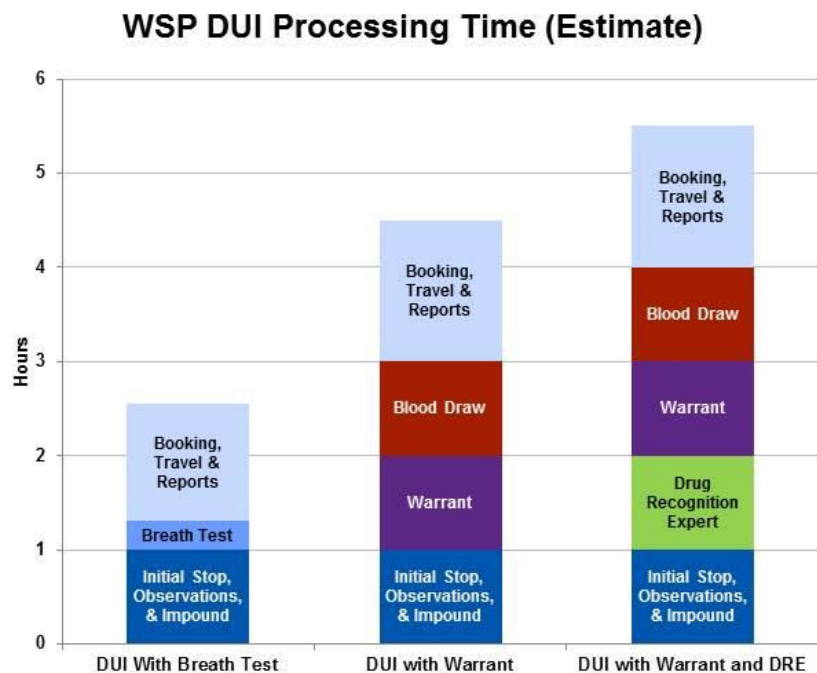 WSP DUI Processing Time (Estimate)
6
5
4
3
2
1
0
Hours
Booking,
Travel &
Reports
Breath Test
Initial Stop,
Observations,
& Impound
DUI With Breath Test
Booking,
Travel &
Reports
Blood Draw
Warrant
Initial Stop,
Observations,
& Impound
DUI with Warrant
Booking,
Travel &
Reports
Blood Draw
Warrant
Drug
Recognition
Expert
Initial Stop,
Observations,
& Impound
DUI with Warrant and DRE